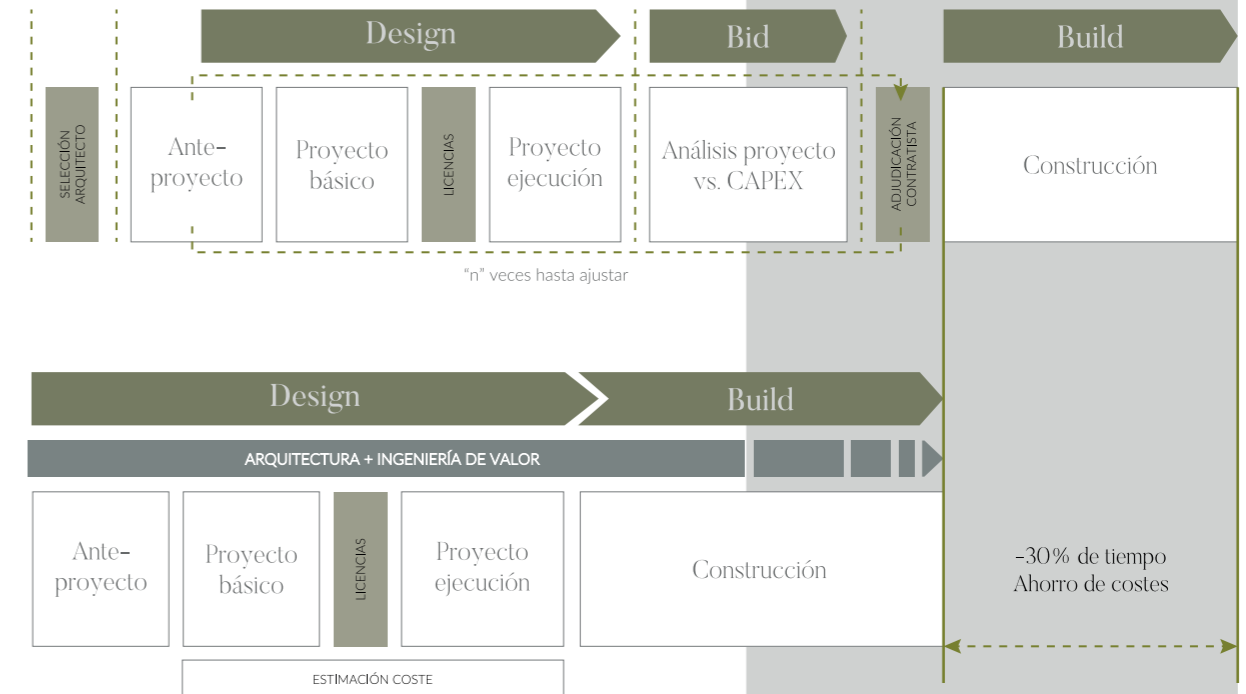 Design
Bid
Build
SELECCIÓN
ARQUITECTO
Ante-
proyecto
Proyecto
básico
LICENCIAS
Proyecto
ejecución
Análisis proyecto
vs. CAPEX
ADJUDICACIÓN
CONTRATISTA
Construcción
“n” veces hasta ajustar
Design
Build
ARQUITECTURA + INGENIERÍA DE VALOR
Ante-
proyecto
Proyecto
básico
LICENCIAS
Proyecto
ejecución
Construcción
-30% de tiempo
Ahorro de costes
ESTIMACIÓN COSTE